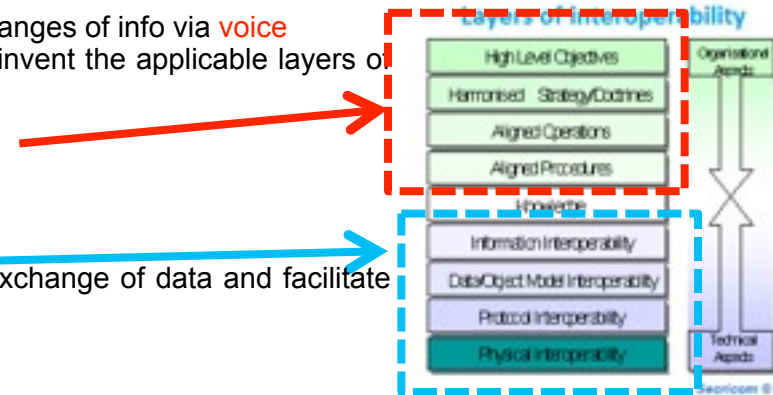 anges of info via voice
invent the applicable layers of
xchange of data and facilitate
Layers of interoperability
High Level Objectives
Harmonised Strategy/Doctrines
Aligned Operations
Aligned Procedures
Knowledge
Information Interoperability
Data/Object Model Interoperability
Protocol Interoperability
Physical Interoperability
Organisational
Aspects
Technical
Aspects
Secricom ©